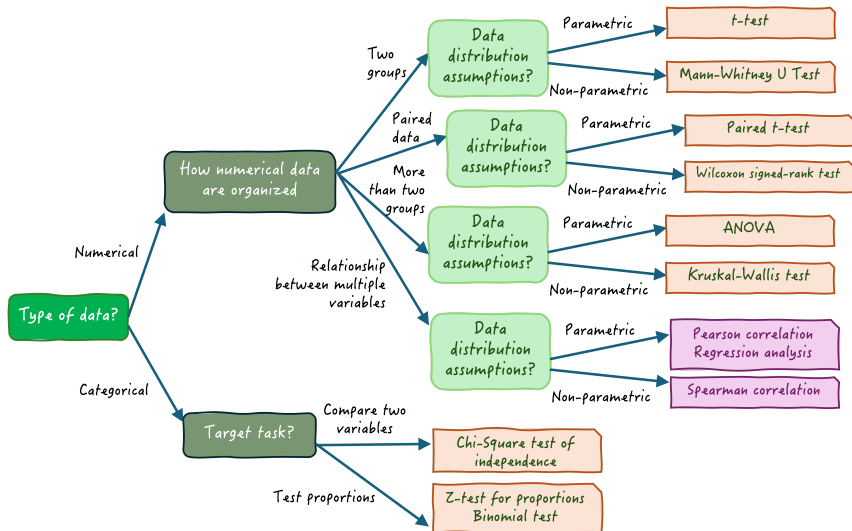 Type of data?
Numerical
Categorical
How numerical data
are organized
Two
groups
Paired
data
More
than two
groups
Relationship
between multiple
variables
Data
distribution
assumptions?
Parametric
t-test
Non-parametric
Mann-Whitney U Test
Data
distribution
assumptions?
Parametric
Paired t-test
Non-parametric
Wilcoxon signed-rank test
Data
distribution
assumptions?
Parametric
ANOVA
Non-parametric
Kruskal-Wallis test
Data
distribution
assumptions?
Parametric
Pearson correlation
Regression analysis
Non-parametric
Spearman correlation
Target task?
Compare two
variables
Chi-Square test of
independence
Test proportions
Z-test for proportions
Binomial test